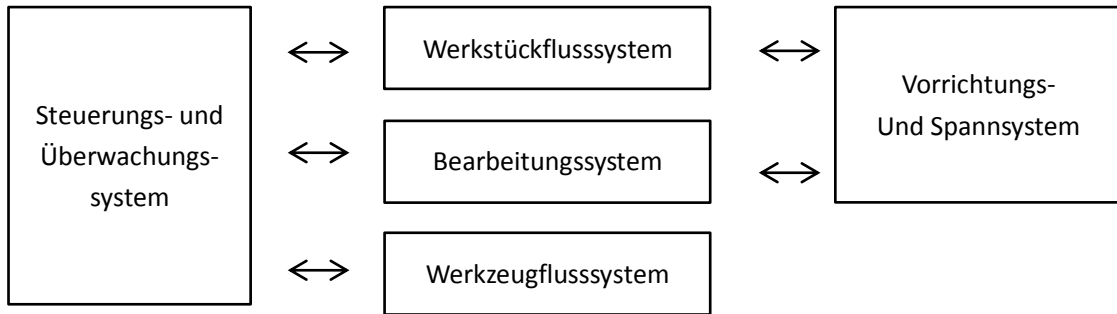 Steuerungs- und
Überwachungs-
system
Werkstückflusssystem
Bearbeitungssystem
Werkzeugflusssystem
Vorrichtungs-
Und Spannsystem